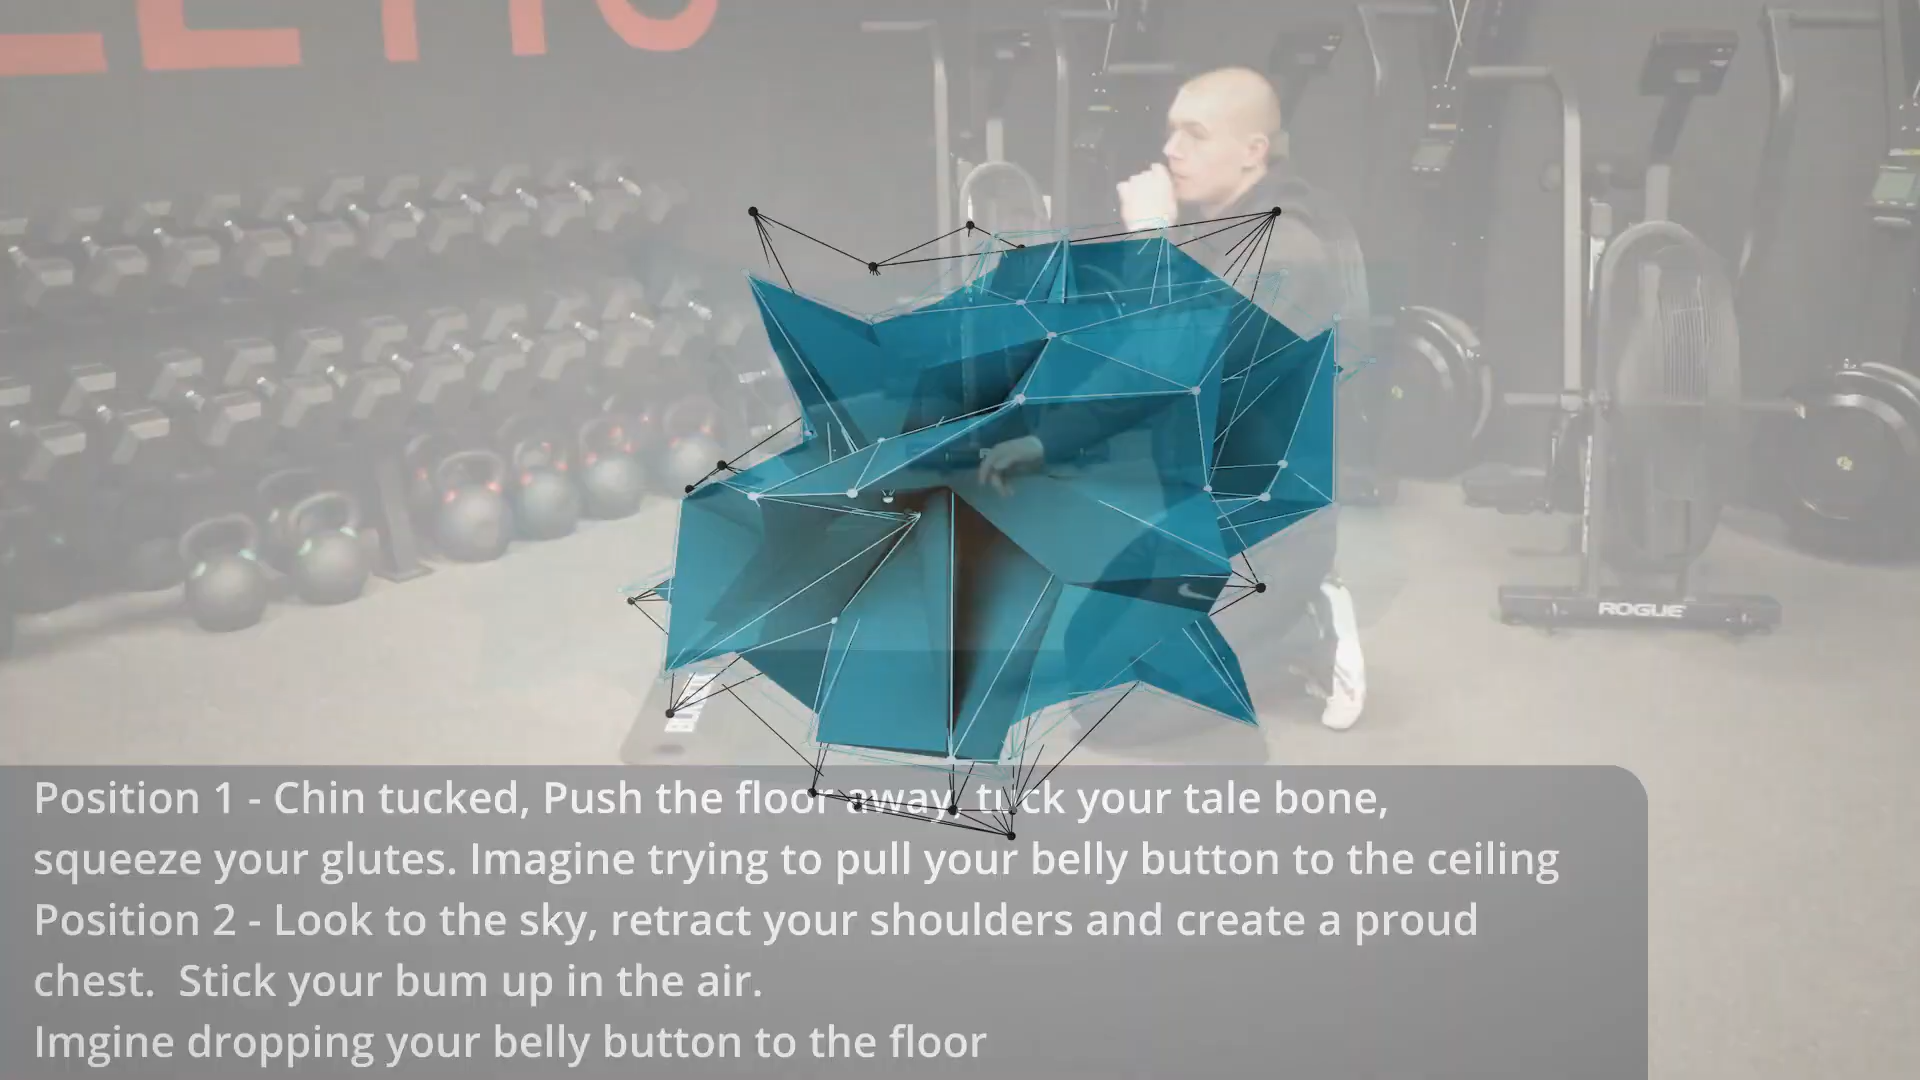 ROGUE
Position 1 - Chin tucked, Push the floor away, tuck your tale bone,
squeeze your glutes. Imagine trying to pull your belly button to the ceiling
Position 2 - Look to the sky, retract your shoulders and create a proud
chest.  Stick your bum up in the air.
Imgine dropping your belly button to the floor